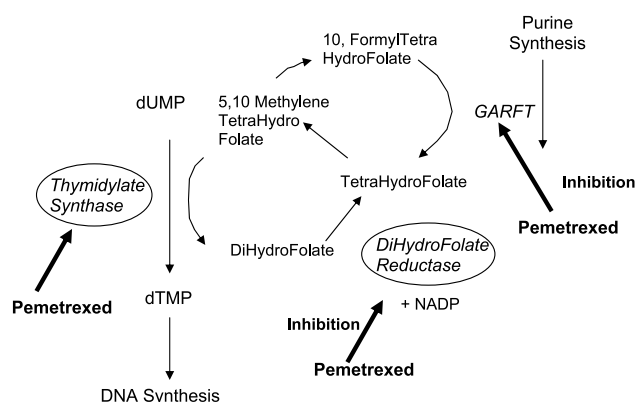 10, FormylTetra
HydroFolate
Purine
Synthesis
dUMP
5,10 Methylene
TetraHydro
Folate
GARFT
Thymidylate
Synthase
TetraHydroFolate
Inhibition
Pemetrexed
DiHydroFolate
DiHydroFolate
Reductase
Pemetrexed
dTMP
+ NADP
Inhibition
Pemetrexed
DNA Synthesis